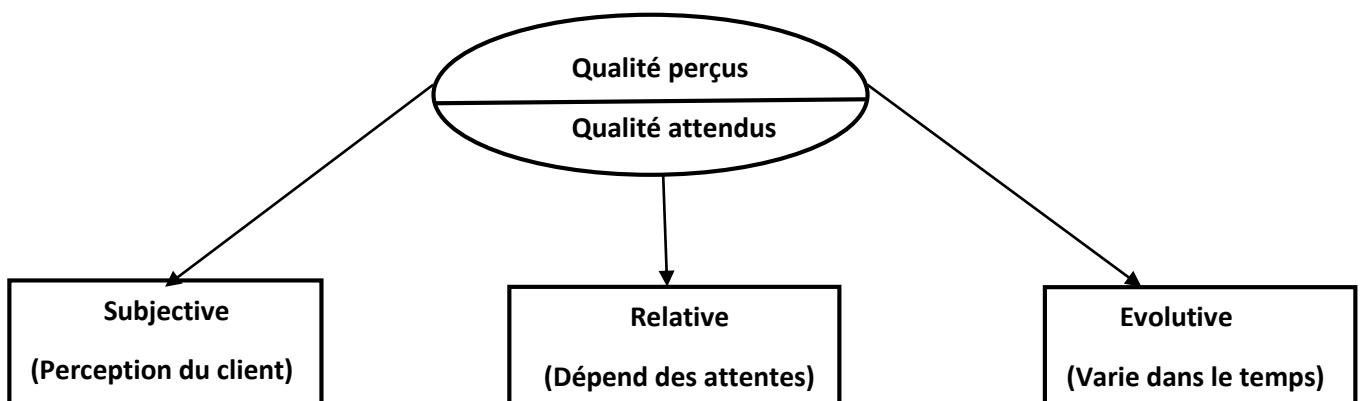 Qualité perçus
Qualité attendus
Subjective
(Perception du client)
Relative
(Dépend des attentes)
Evolutive
(Varie dans le temps)